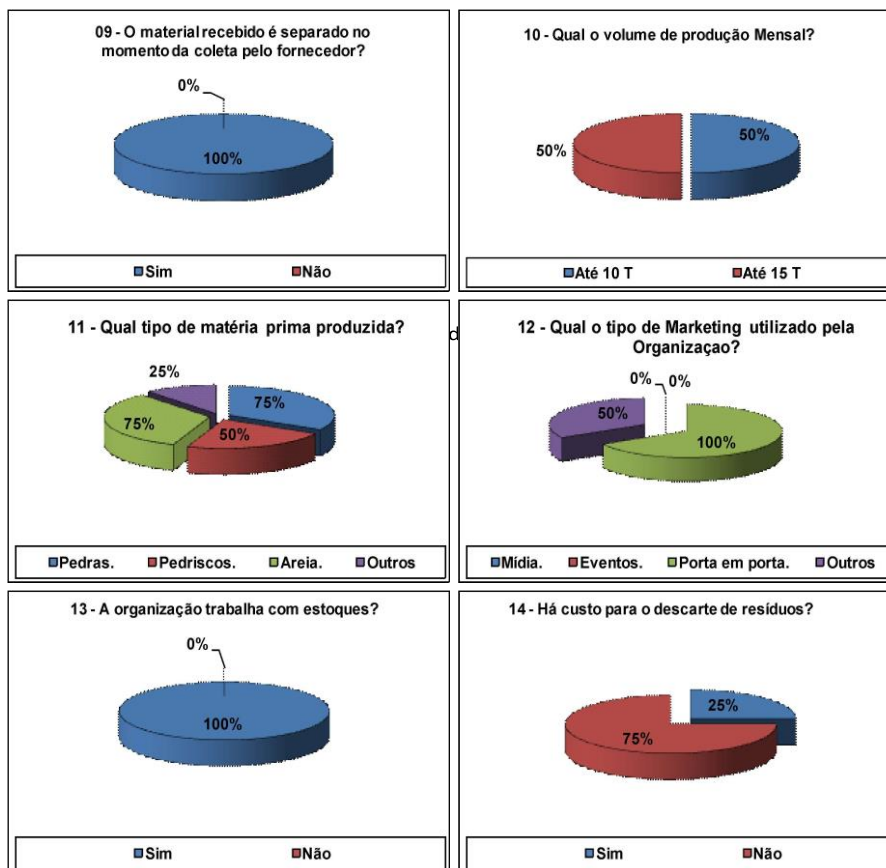 09 - O material recebido é separado no
momento da coleta pelo fornecedor?
0%
100%
Sim Não
10 - Qual o volume de produção Mensal?
50%
50%
Até 10 T Até 15 T
11 - Qual tipo de matéria prima produzida?
25%
75%
75%
50%
Pedras. Pedriscos. Areia. Outros
d
12 - Qual o tipo de Marketing utilizado pela
Organizaçao?
0% 0%
50%
100%
Mídia. Eventos. Porta em porta. Outros
13 - A organização trabalha com estoques?
0%
100%
Sim Não
14 - Há custo para o descarte de resíduos?
25%
75%
Sim Não